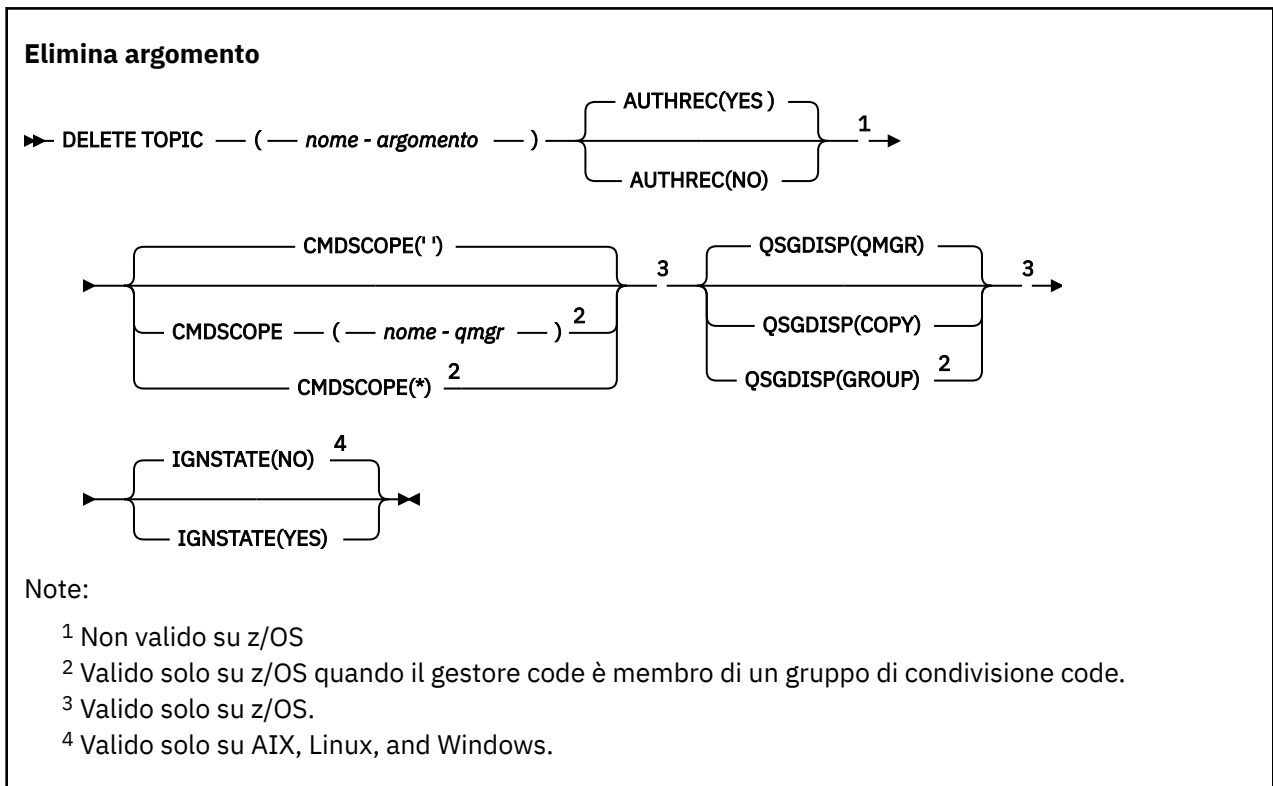 Elimina argomento
AUTHREC(YES )
DELETE TOPIC ( nome - argomento ) 1
AUTHREC(NO)
CMDSCOPE(' ') QSGDISP(QMGR)
3 3
CMDSCOPE ( nome - qmgr ) 2 QSGDISP(COPY)
CMDSCOPE(*) 2 QSGDISP(GROUP) 2
IGNSTATE(NO) 4
IGNSTATE(YES)
Note:
1 Non valido su z/OS
2 Valido solo su z/OS quando il gestore code è membro di un gruppo di condivisione code.
3 Valido solo su z/OS.
4 Valido solo su AIX, Linux, and Windows.